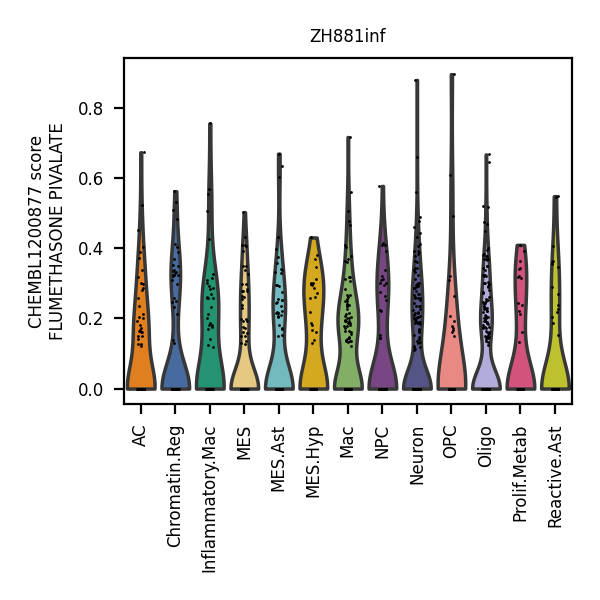 ZH881inf
CHEMBL1200877 score
FLUMETHASONE PIVALATE
0.8
0.6
0.4
0.2
0.0
AC
Chromatin.Reg
Inflammatory.Mac
MES
MES.Ast
MES.Hyp
Mac
NPC
Neuron
OPC
Oligo
Prolif.Metab
Reactive.Ast